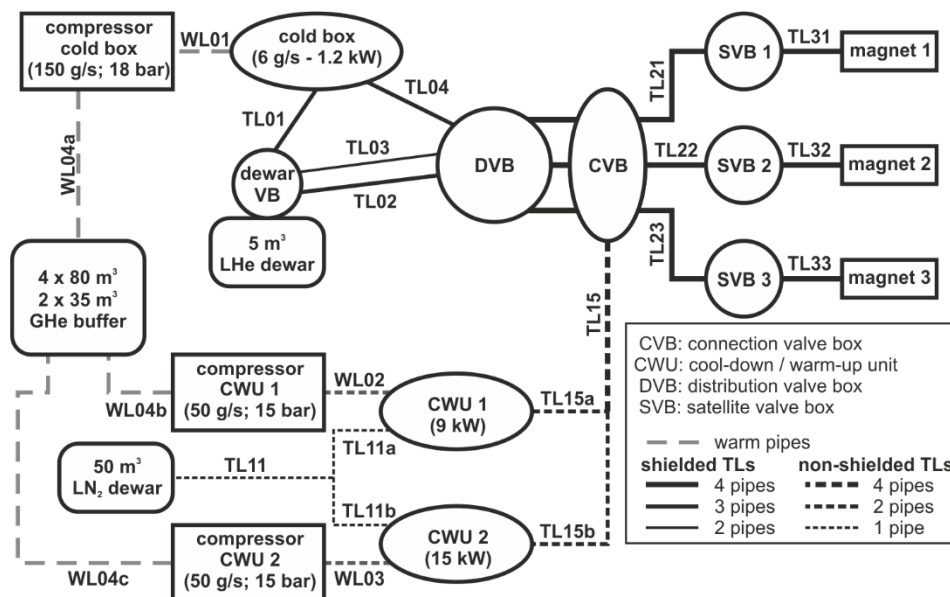 compressor
cold box
(150 g/s; 18 bar)
WL01
cold box
(6 g/s - 1.2 kW)
TL04
TL01
TL03
TL02
dewar
VB
5 m³
LHe dewar
DVB
CVB
TL21
TL22
TL23
SVB 1
SVB 2
SVB 3
TL31
TL32
TL33
magnet 1
magnet 2
magnet 3
WL04a
4 x 80 m³
2 x 35 m³
GHe buffer
TL15
compressor
CWU 1
(50 g/s; 15 bar)
WL02
CWU 1
(9 kW)
TL15a
WL04b
TL11a
50 m³
LN₂ dewar
TL11
TL11b
compressor
CWU 2
(50 g/s; 15 bar)
WL03
CWU 2
(15 kW)
TL15b
WL04c
CVB: connection valve box
CWU: cool-down / warm-up unit
DVB: distribution valve box
SVB: satellite valve box
warm pipes
shielded TLs non-shielded TLs
4 pipes 4 pipes
3 pipes 2 pipes
2 pipes 1 pipe